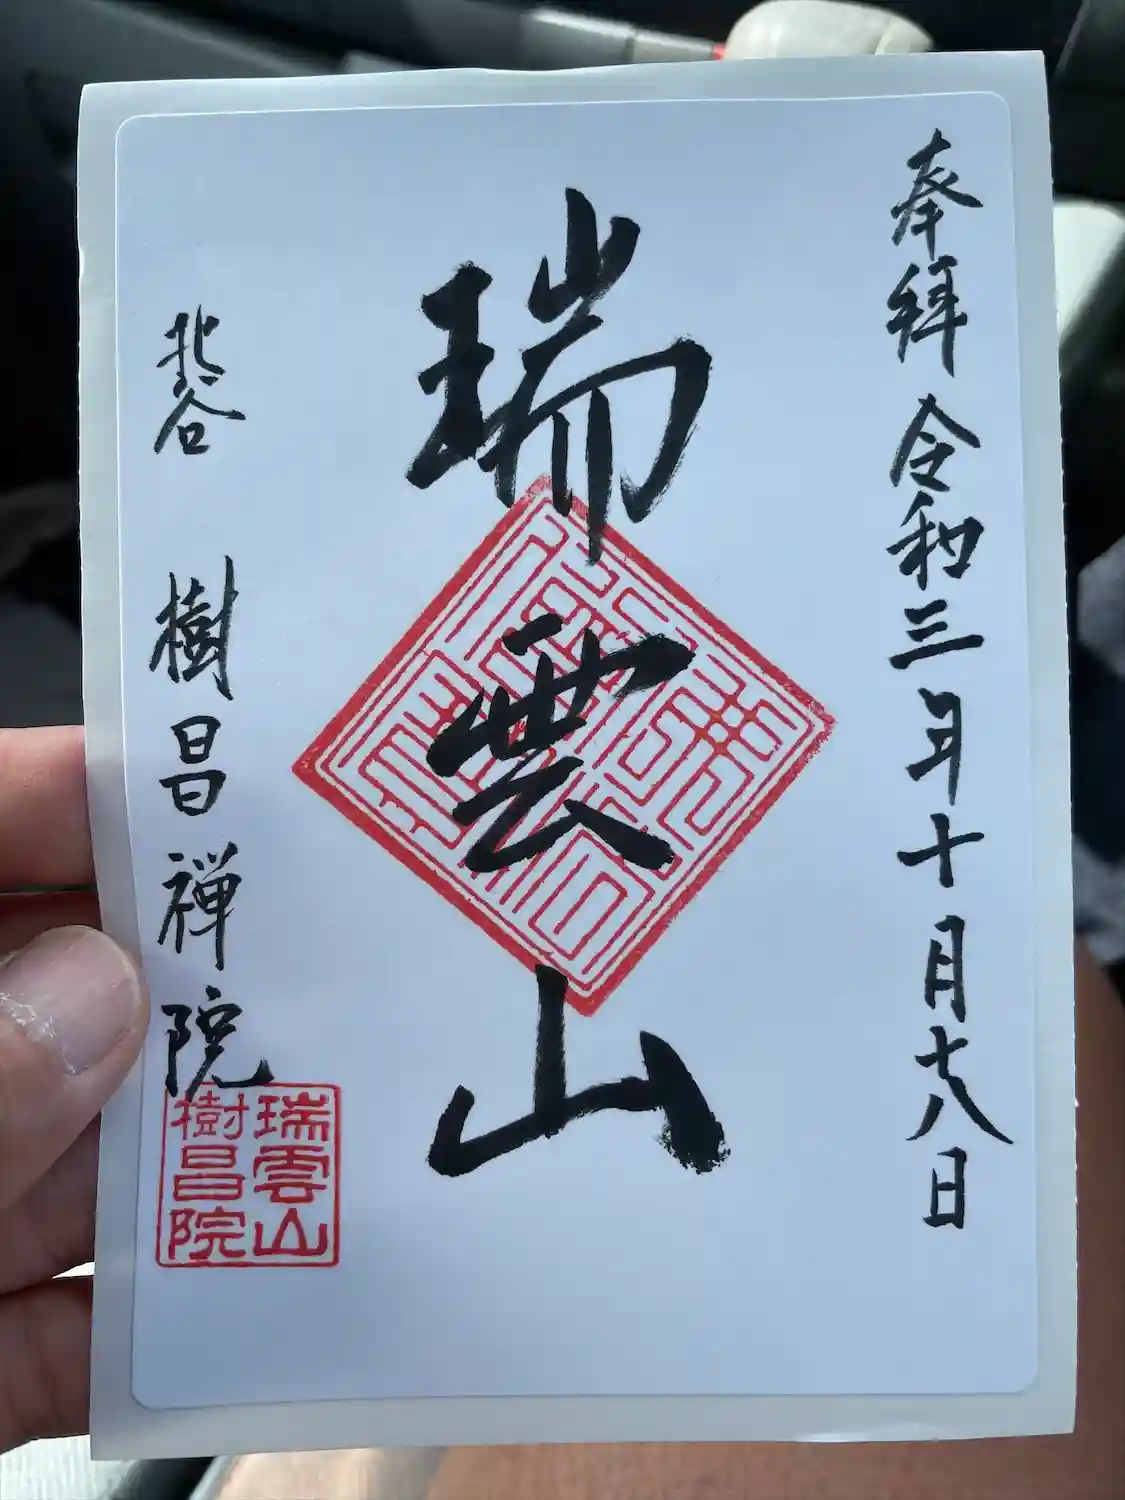 奉拝 令和三年十月十八日
瑞雲山
北谷 樹昌禅院
瑞雲山
樹昌院